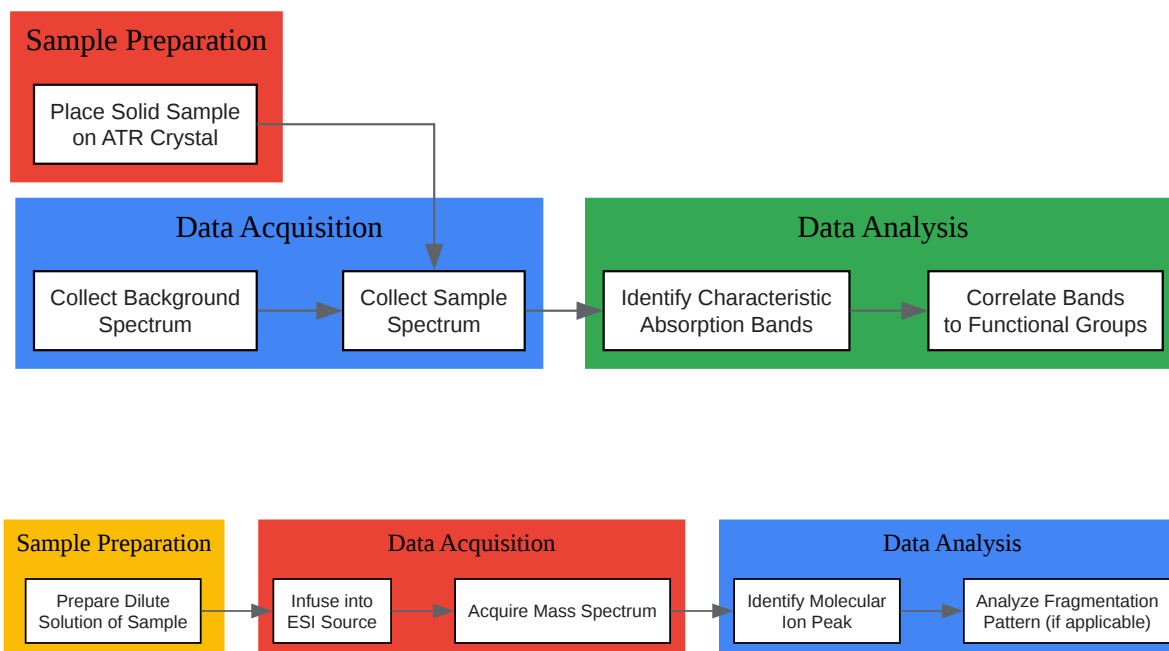 Sample Preparation
Place Solid Sample
on ATR Crystal
Data Acquisition
Collect Background
Spectrum
Collect Sample
Spectrum
Data Analysis
Identify Characteristic
Absorption Bands
Correlate Bands
to Functional Groups
Sample Preparation
Prepare Dilute
Solution of Sample
Data Acquisition
Infuse into
ESI Source
Acquire Mass Spectrum
Data Analysis
Identify Molecular
Ion Peak
Analyze Fragmentation
Pattern (if applicable)